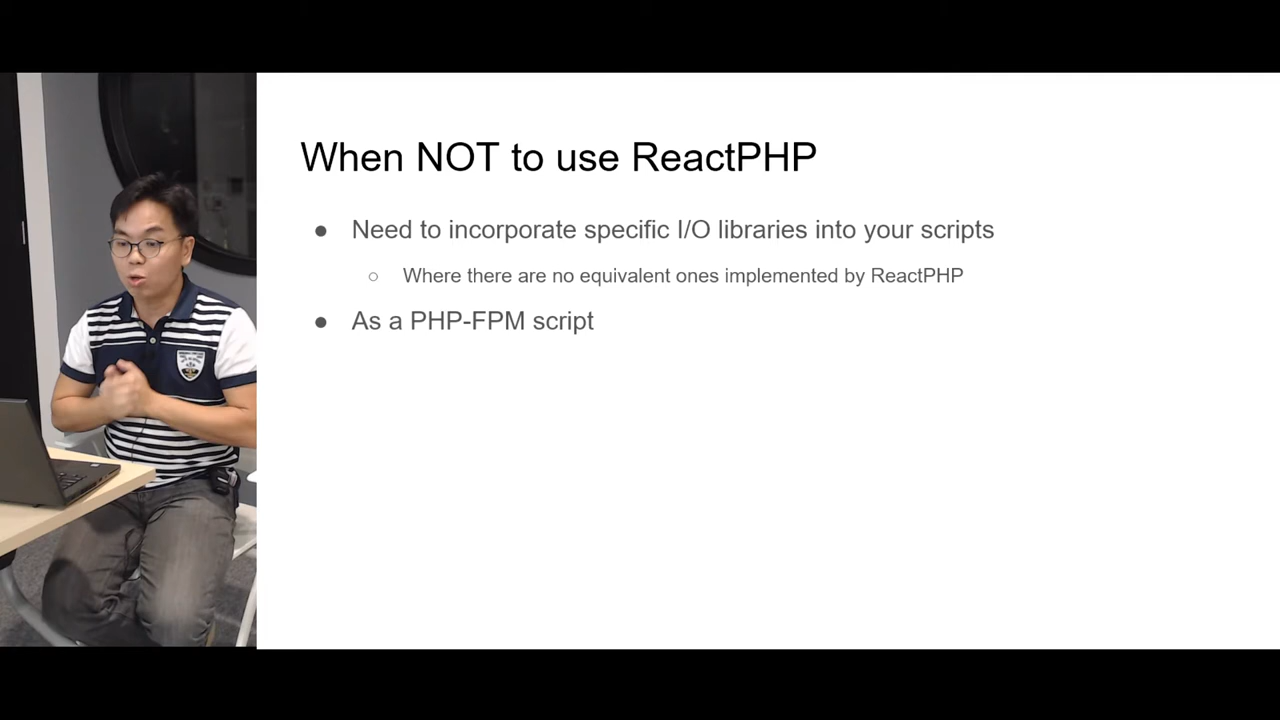 When NOT to use ReactPHP
● Need to incorporate specific I/O libraries into your scripts
○ Where there are no equivalent ones implemented by ReactPHP
● As a PHP-FPM script